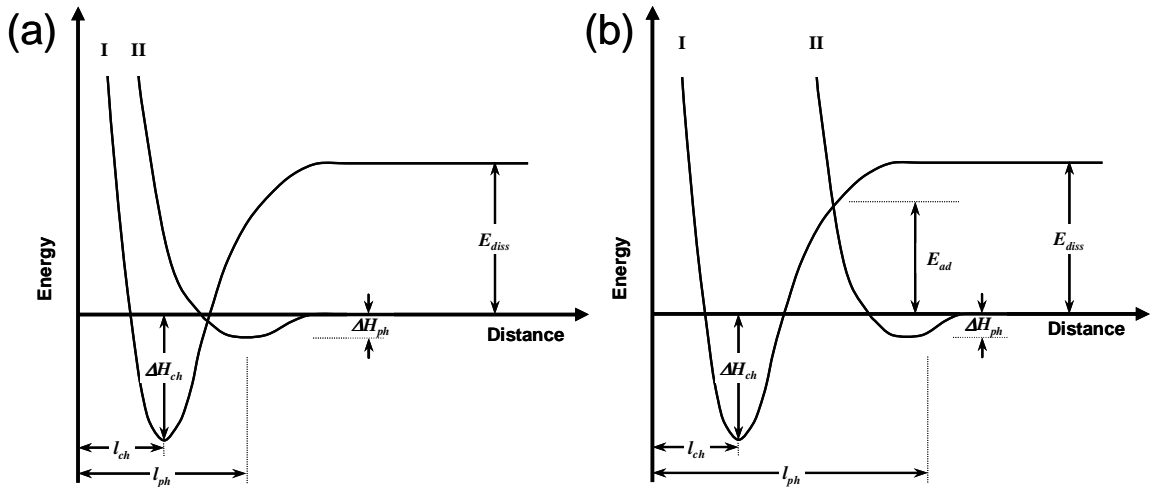 (a)
I II
Energy
E_diss
ΔH_ph
Distance
ΔH_ch
l_ch
l_ph
(b)
I II
Energy
E_ad
E_diss
ΔH_ph
Distance
ΔH_ch
l_ch
l_ph